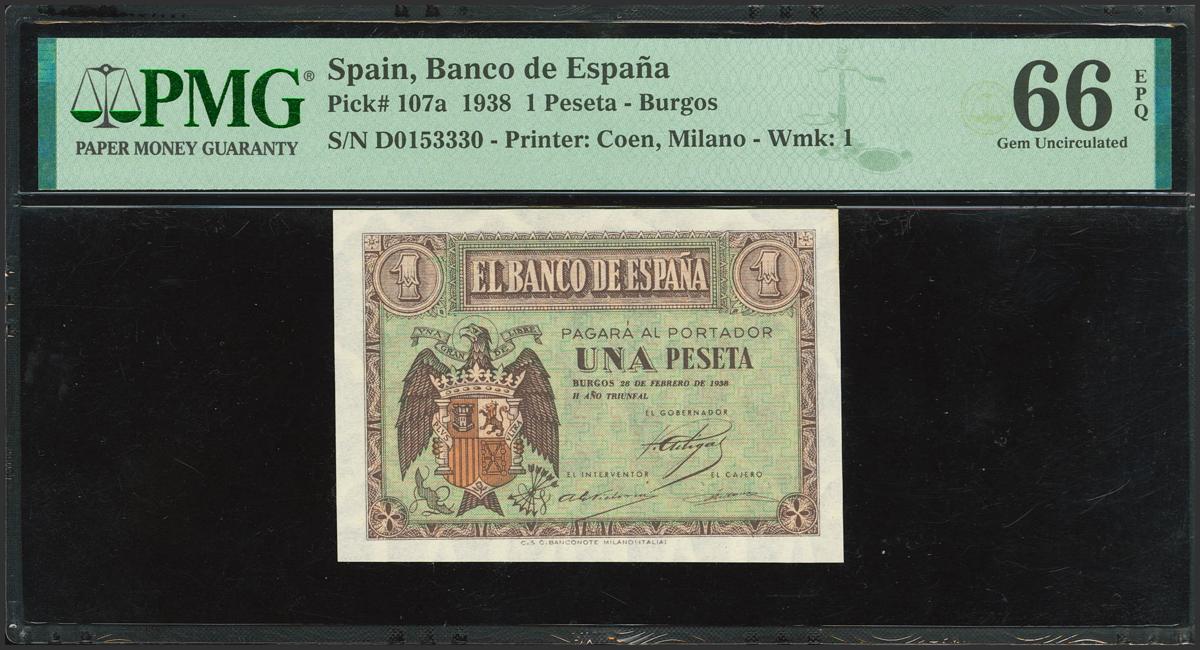 PMG®
PAPER MONEY GUARANTY
Spain, Banco de España
Pick# 107a 1938 1 Peseta - Burgos
S/N D0153330 - Printer: Coen, Milano - Wmk: 1
66 EPQ
Gem Uncirculated
1
EL BANCO DE ESPAÑA
1
UNA GRANDE LIBRE
PAGARÁ AL PORTADOR
UNA PESETA
BURGOS 28 DE FEBRERO DE 1938
II AÑO TRIUNFAL
EL GOBERNADOR
PLVS VLTRA
EL INTERVENTOR
EL CAJERO
C. S. C. BANCONOTE MILANO (ITALIA)